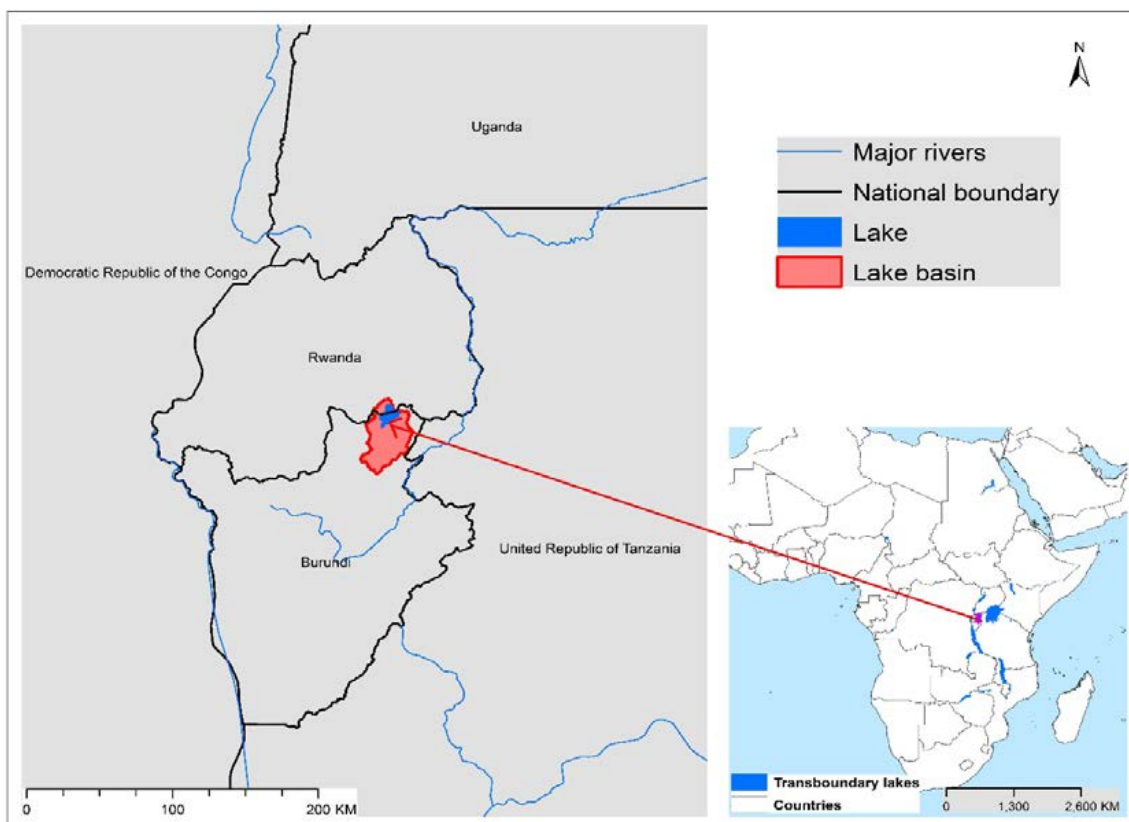 N
Uganda
Major rivers
National boundary
Lake
Lake basin
Democratic Republic of the Congo
Rwanda
United Republic of Tanzania
Burundi
0 100 200 KM
Transboundary lakes
Countries
0 1,300 2,600 KM